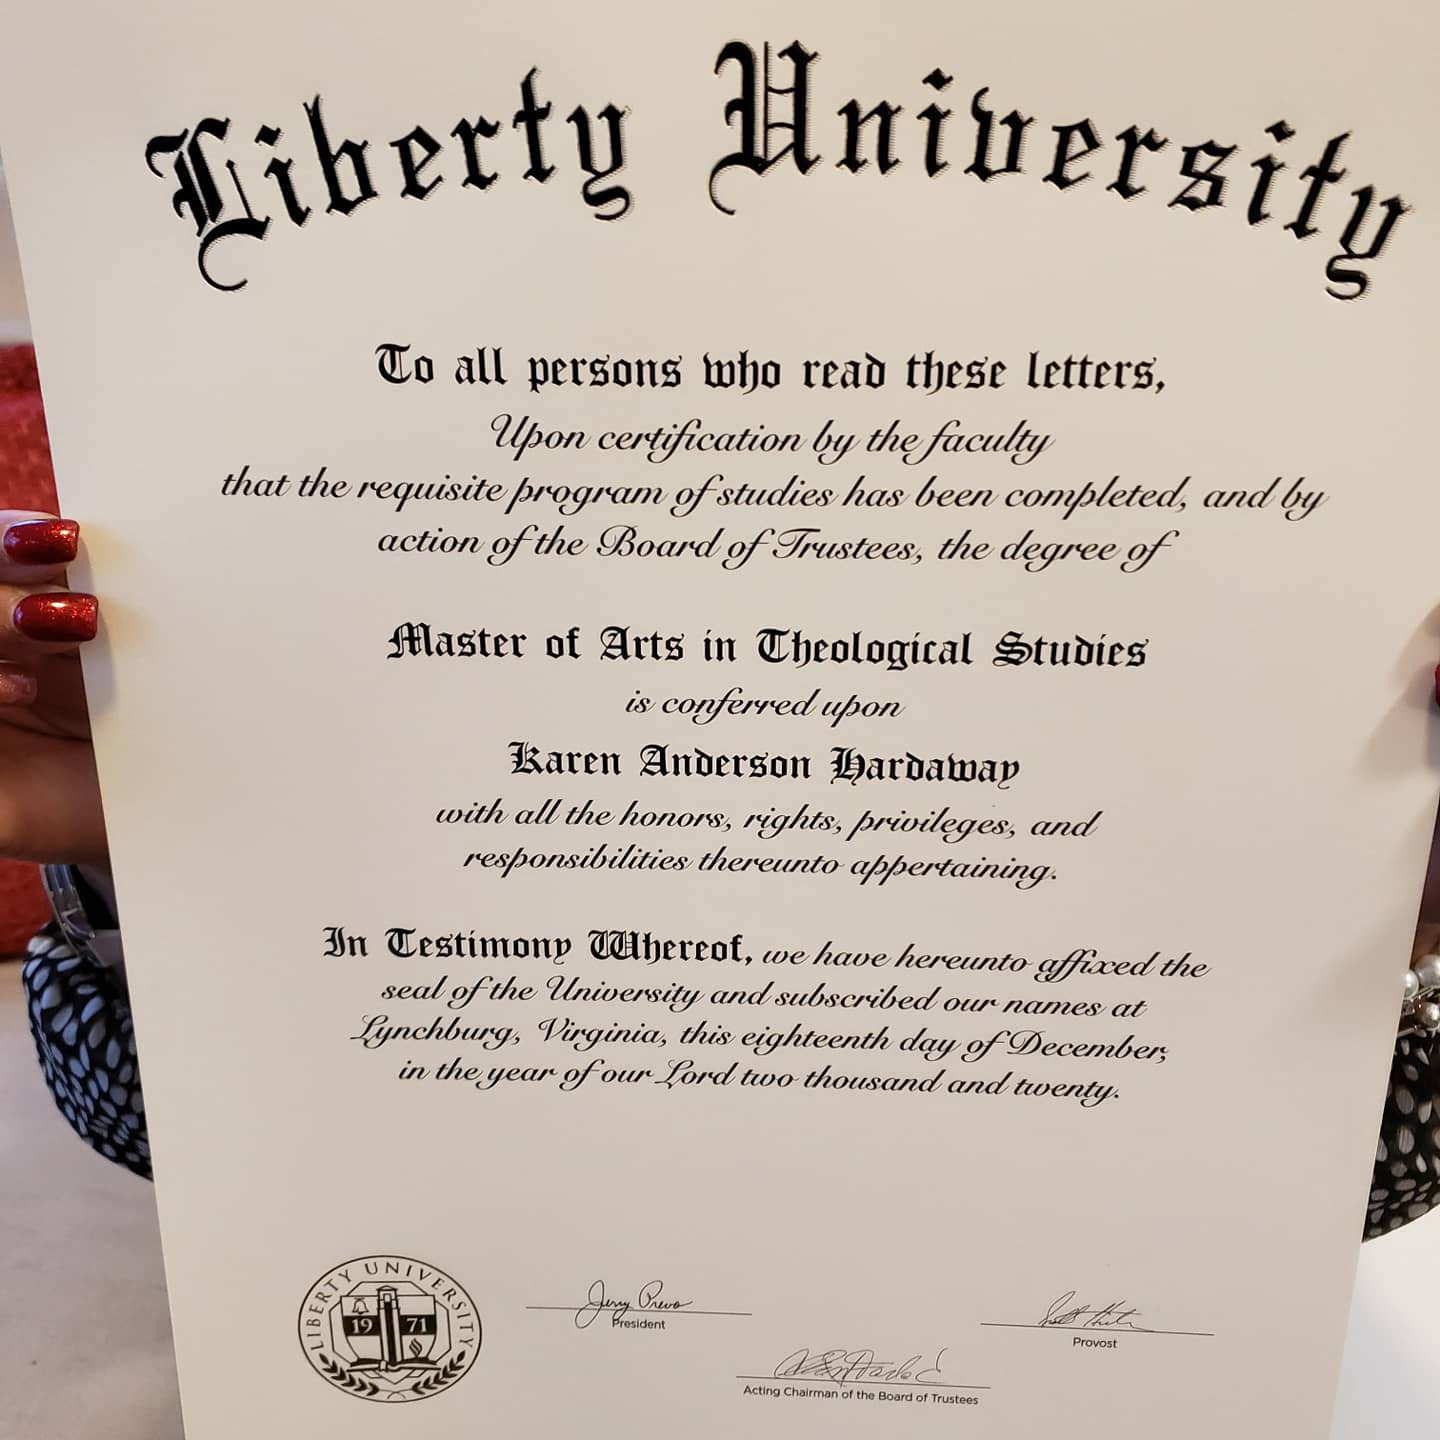 Liberty University
To all persons who read these letters,
Upon certification by the faculty
that the requisite program of studies has been completed, and by
action of the Board of Trustees, the degree of
Master of Arts in Theological Studies
is conferred upon
Karen Anderson Hardaway
with all the honors, rights, privileges, and
responsibilities thereunto appertaining.
In Testimony Whereof, we have hereunto affixed the
seal of the University and subscribed our names at
Lynchburg, Virginia, this eighteenth day of December,
in the year of our Lord two thousand and twenty.
LIBERTY UNIVERSITY
19 71
Jerry Prevo
President
Provost
Acting Chairman of the Board of Trustees